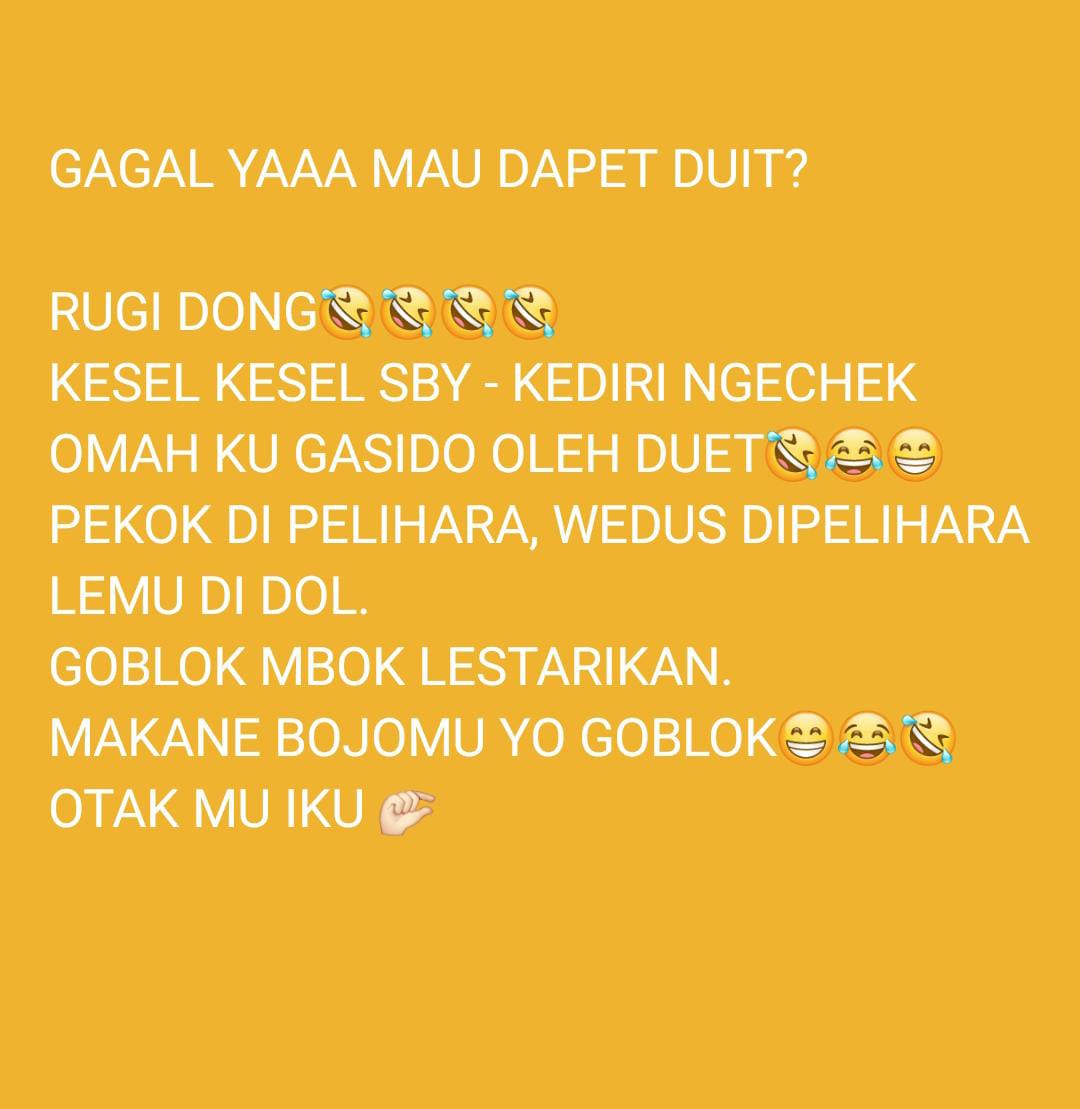 GAGAL YAAA MAU DAPET DUIT?
RUGI DONG🤣🤣🤣🤣
KESEL KESEL SBY - KEDIRI NGECHEK
OMAH KU GASIDO OLEH DUET🤣😂😁
PEKOK DI PELIHARA, WEDUS DIPELIHARA
LEMU DI DOL.
GOBLOK MBOK LESTARIKAN.
MAKANE BOJOMU YO GOBLOK😁😂🤣
OTAK MU IKU 🤏🏻